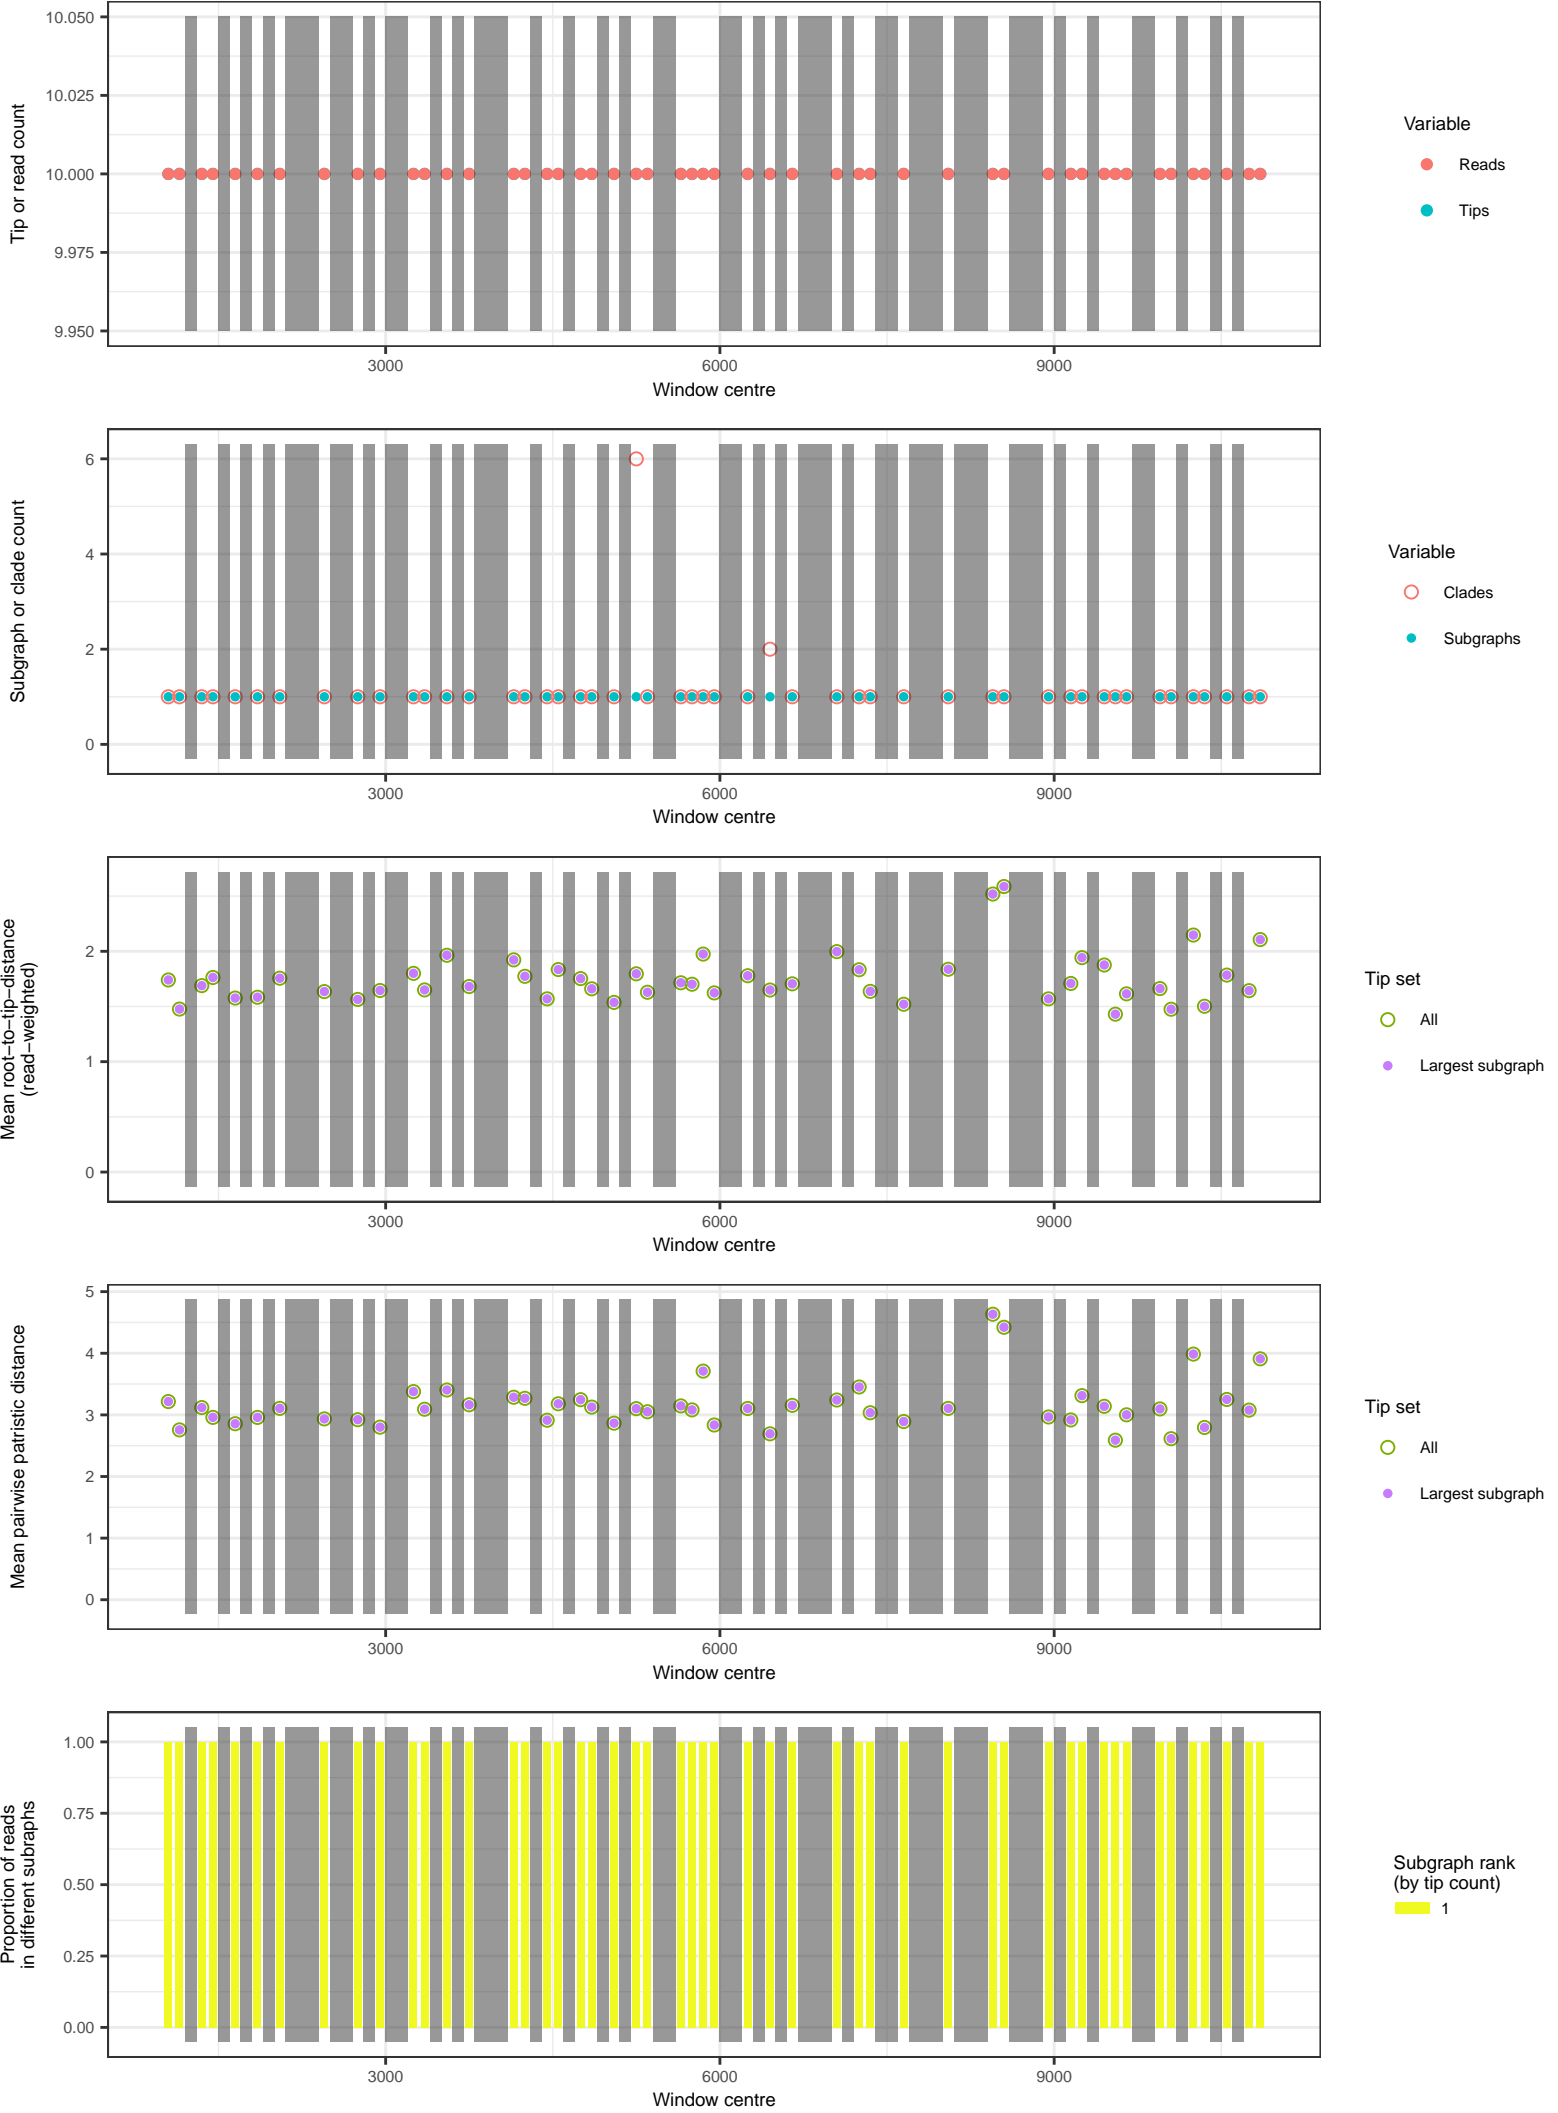 10.050
10.025
10.000
9.975
9.950
Tip or read count
3000
6000
9000
Window centre
Variable
Reads
Tips
6
4
2
0
Subgraph or clade count
3000
6000
9000
Window centre
Variable
Clades
Subgraphs
2
1
0
Mean root−to−tip−distance
(read−weighted)
3000
6000
9000
Window centre
Tip set
All
Largest subgraph
5
4
3
2
1
0
Mean pairwise patristic distance
3000
6000
9000
Window centre
Tip set
All
Largest subgraph
1.00
0.75
0.50
0.25
0.00
Proportion of reads
in different subraphs
3000
6000
9000
Window centre
Subgraph rank
(by tip count)
1